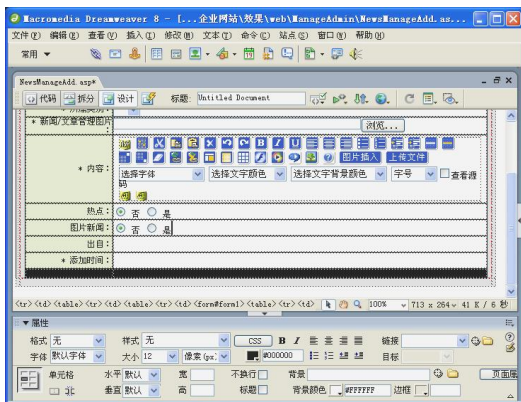 Macromedia Dreamweaver 8 - [...企业网站\效果\web\ManageAdmin\NewsManageAdd.as...
文件(F) 编辑(E) 查看(V) 插入(I) 修改(M) 文本(T) 命令(C) 站点(S) 窗口(W) 帮助(H)
常用
NewsManageAdd.asp*
代码 拆分 设计 标题: Untitled Document
* 新闻/文章管理图片: 浏览...
图片插入 上传文件
* 内容: 选择字体 选择文字颜色 选择文字背景颜色 字号 查看源码
热点: 否 是
图片新闻: 否 是
出自:
* 添加时间:
<tr><td><table><tr><td><table><tr><td><form#form1><table><tr><td> 100% 713 x 264 41 K / 6 秒
属性
格式 无 样式 无 CSS B I 链接
字体 默认字体 大小 12 像素(px) #000000 目标
单元格 水平 默认 宽 不换行 背景 页面属
垂直 默认 高 标题 背景颜色 #FFFFFF 边框